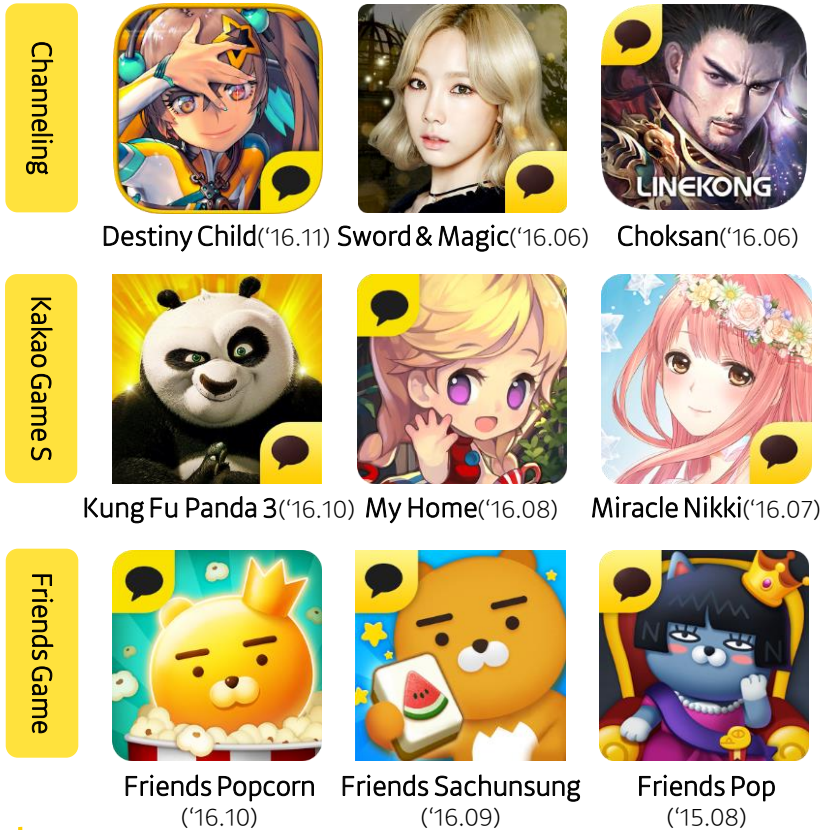 Channeling
LINEKONG
Destiny Child(‘16.11) Sword & Magic(‘16.06) Choksan(‘16.06)
Kakao Game S
Kung Fu Panda 3(‘16.10) My Home(‘16.08) Miracle Nikki(‘16.07)
Friends Game
N N
Friends Popcorn Friends Sachunsung Friends Pop
(‘16.10) (‘16.09) (‘15.08)